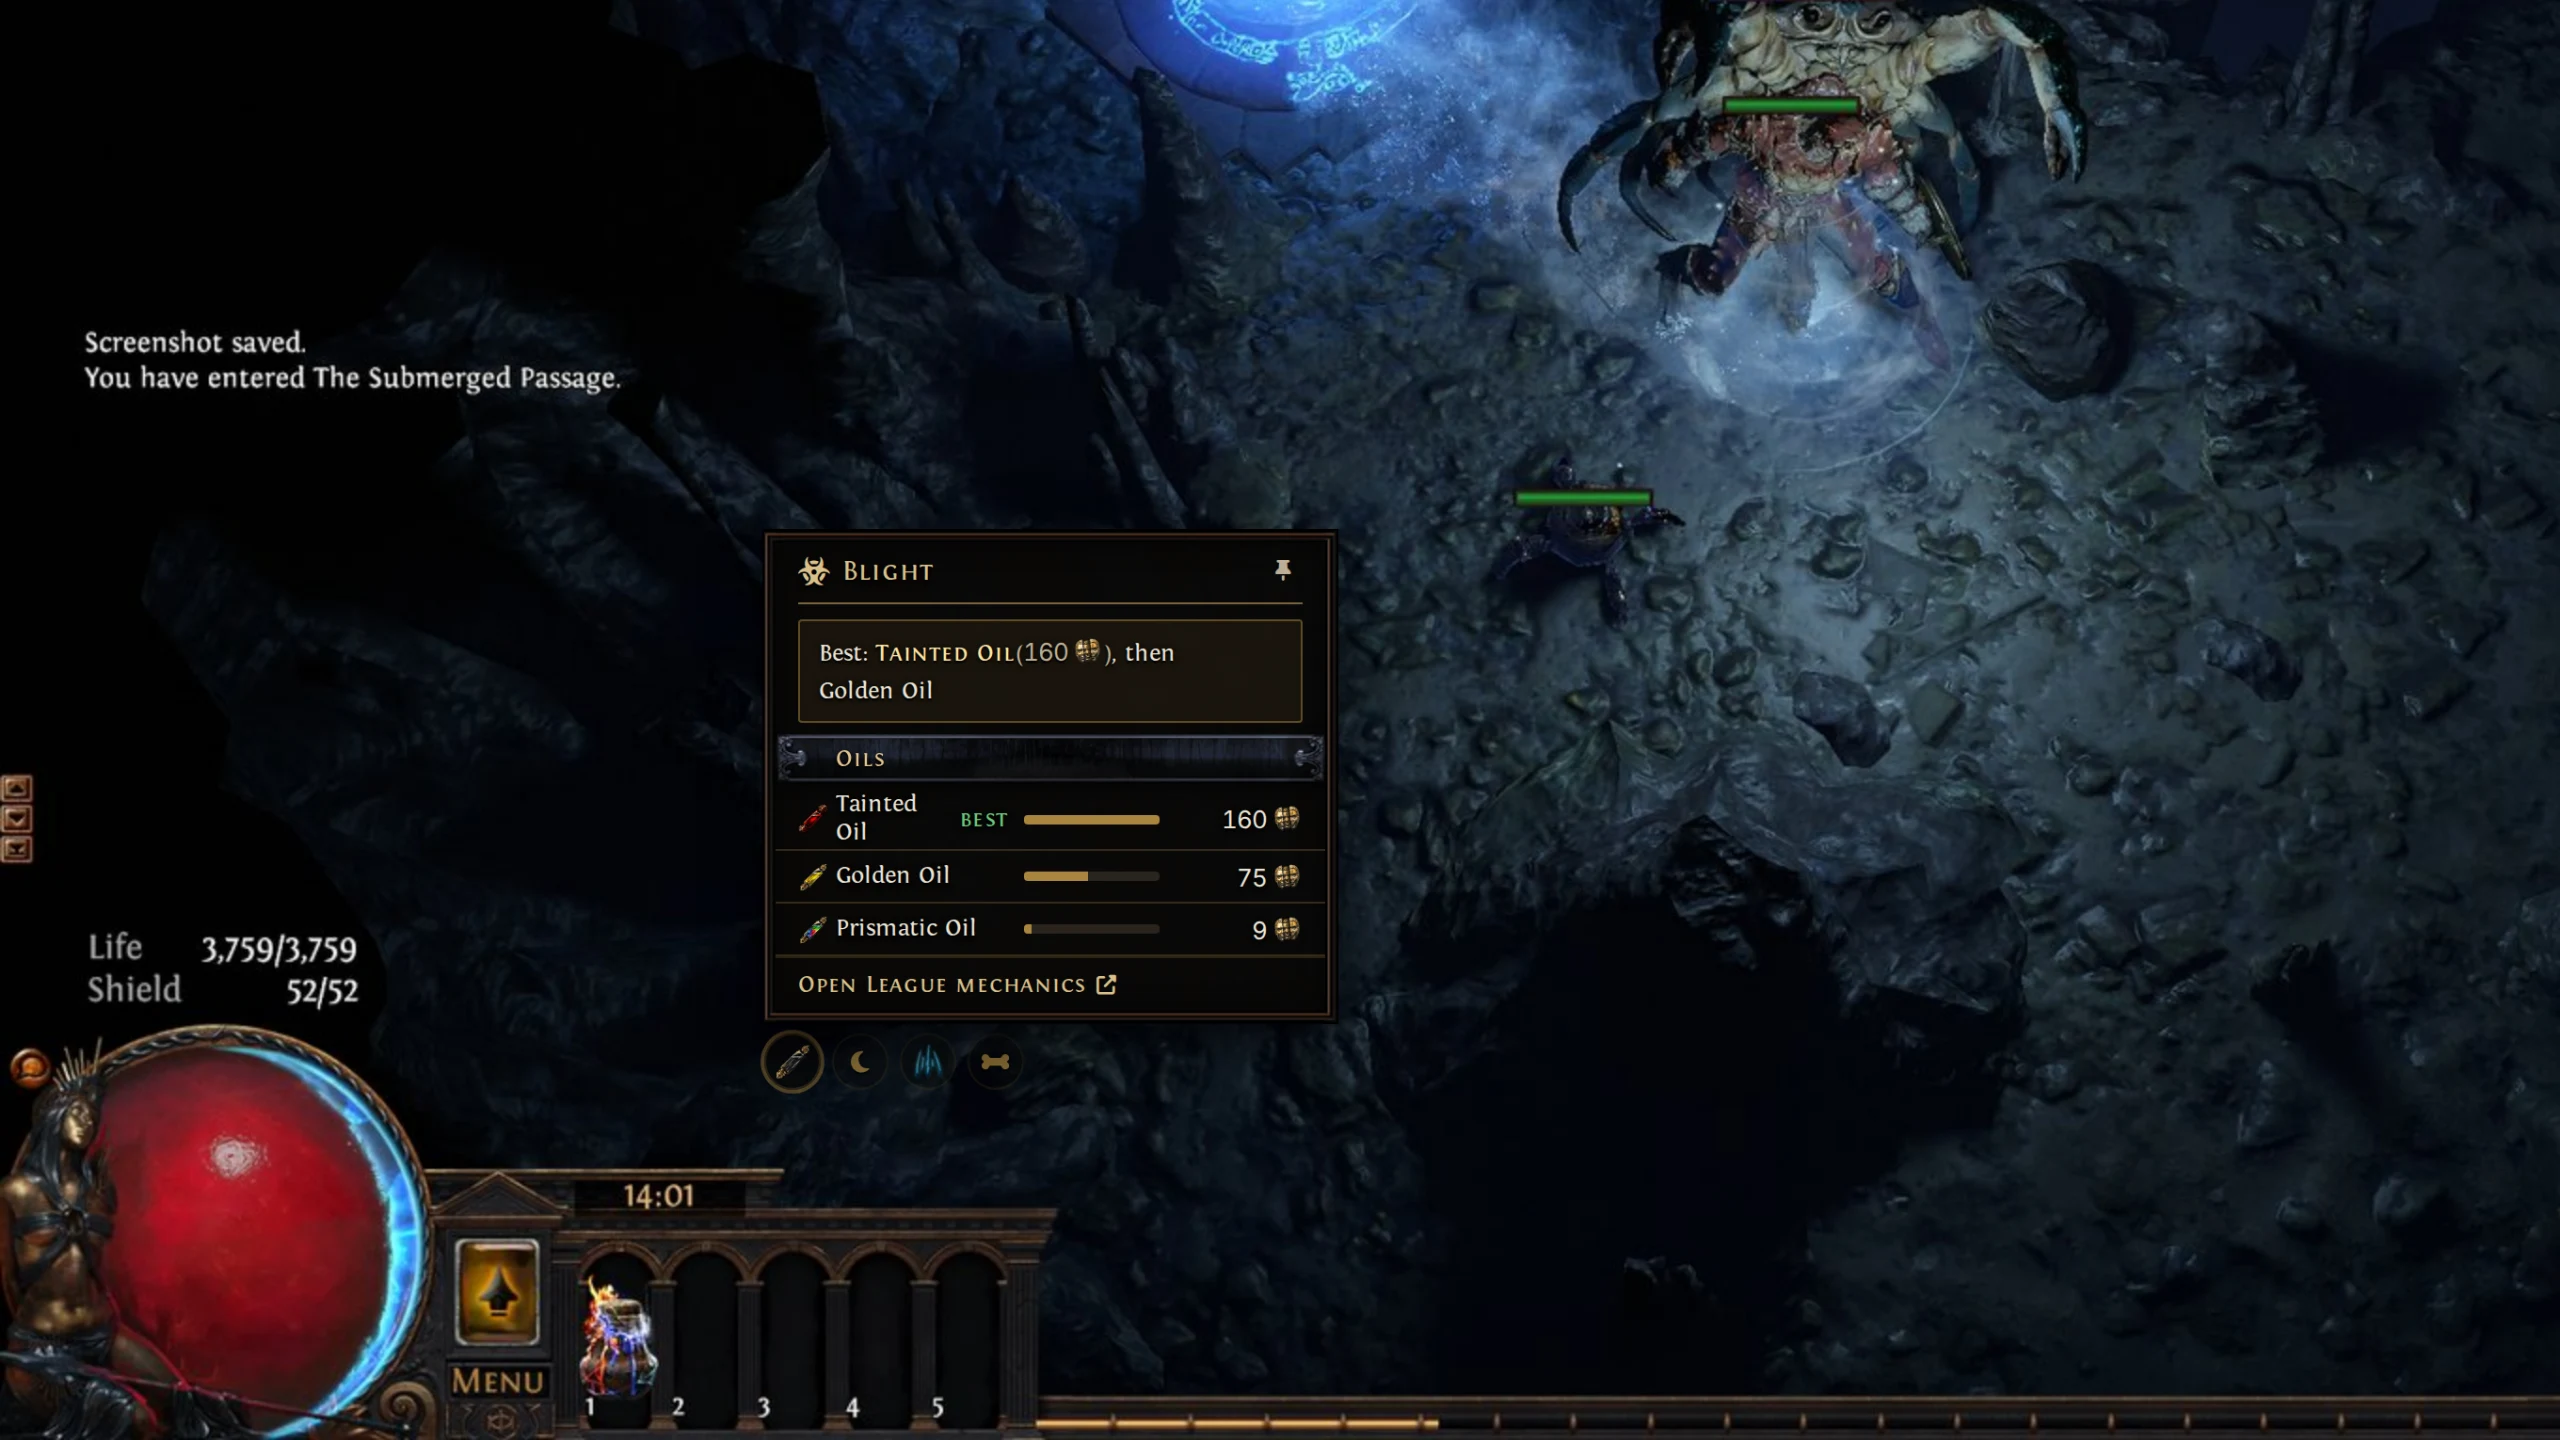 Screenshot saved.
You have entered The Submerged Passage.
BLIGHT
Best: TAINTED OIL(160 ), then
Golden Oil
OILS
Tainted
Oil
BEST
160
Golden Oil
75
Prismatic Oil
9
OPEN LEAGUE MECHANICS
Life 3,759/3,759
Shield 52/52
14:01
MENU
1 2 3 4 5